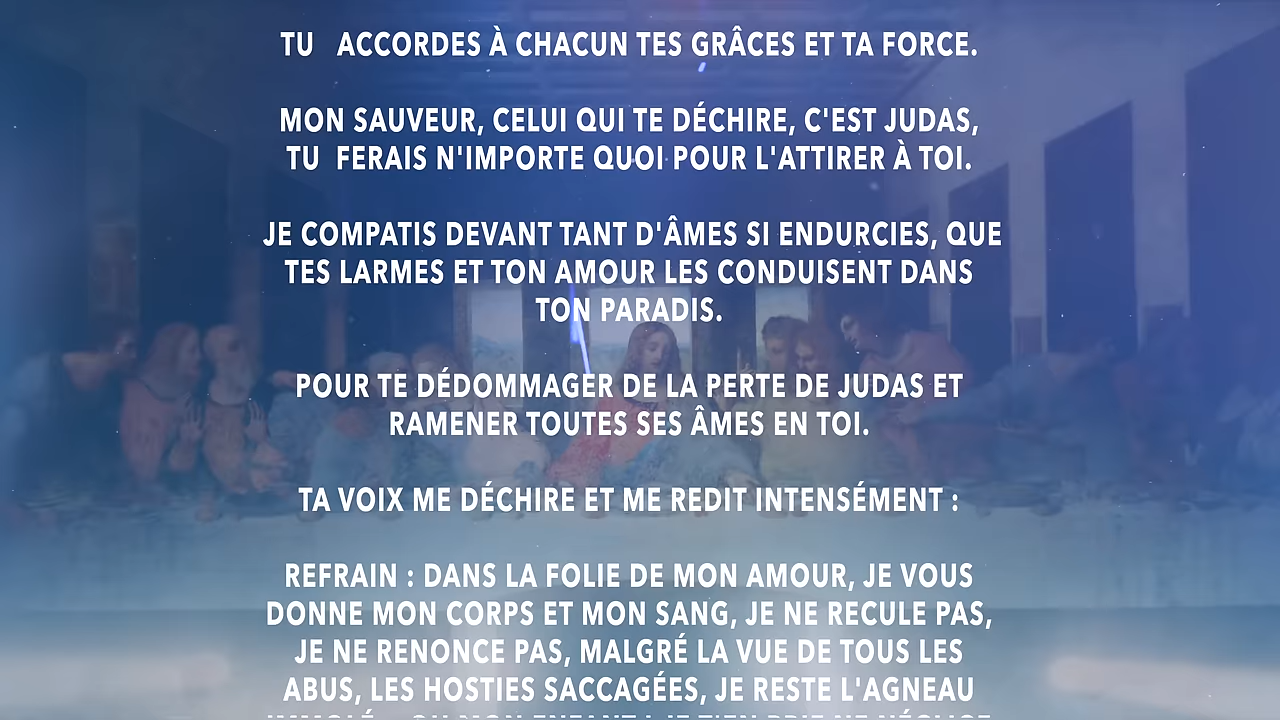 TU ACCORDES À CHACUN TES GRÂCES ET TA FORCE.
MON SAUVEUR, CELUI QUI TE DÉCHIRE, C'EST JUDAS,
TU FERAIS N'IMPORTE QUOI POUR L'ATTIRER À TOI.
JE COMPATIS DEVANT TANT D'ÂMES SI ENDURCIES, QUE
TES LARMES ET TON AMOUR LES CONDUISENT DANS
TON PARADIS.
POUR TE DÉDOMMAGER DE LA PERTE DE JUDAS ET
RAMENER TOUTES SES ÂMES EN TOI.
TA VOIX ME DÉCHIRE ET ME REDIT INTENSÉMENT :
REFRAIN : DANS LA FOLIE DE MON AMOUR, JE VOUS
DONNE MON CORPS ET MON SANG, JE NE RECULE PAS,
JE NE RENONCE PAS, MALGRÉ LA VUE DE TOUS LES
ABUS, LES HOSTIES SACCAGÉES, JE RESTE L'AGNEAU